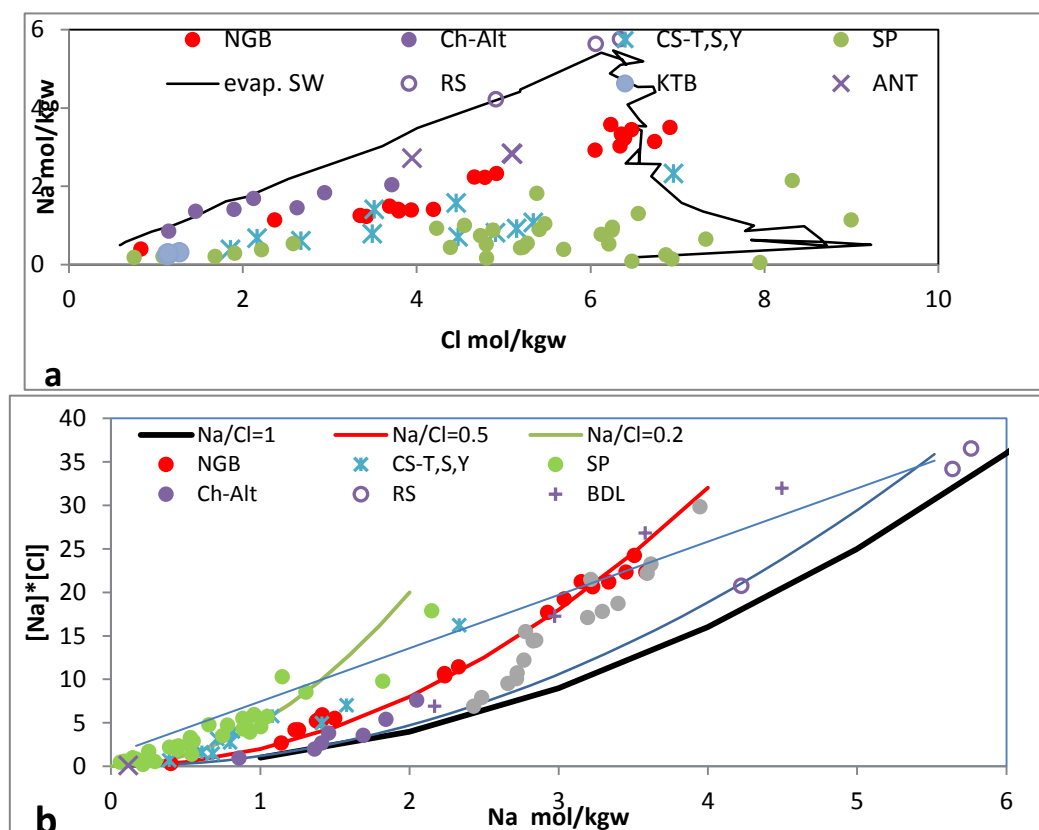 a
6
4
2
0
Na mol/kgw
NGB Ch-Alt CS-T,S,Y SP
evap. SW RS KTB ANT
0 2 4 6 8 10
Cl mol/kgw
b
40
35
30
25
20
15
10
5
0
[Na]*[Cl]
Na/Cl=1 Na/Cl=0.5 Na/Cl=0.2
NGB CS-T,S,Y SP
Ch-Alt RS BDL
0 1 2 3 4 5 6
Na mol/kgw